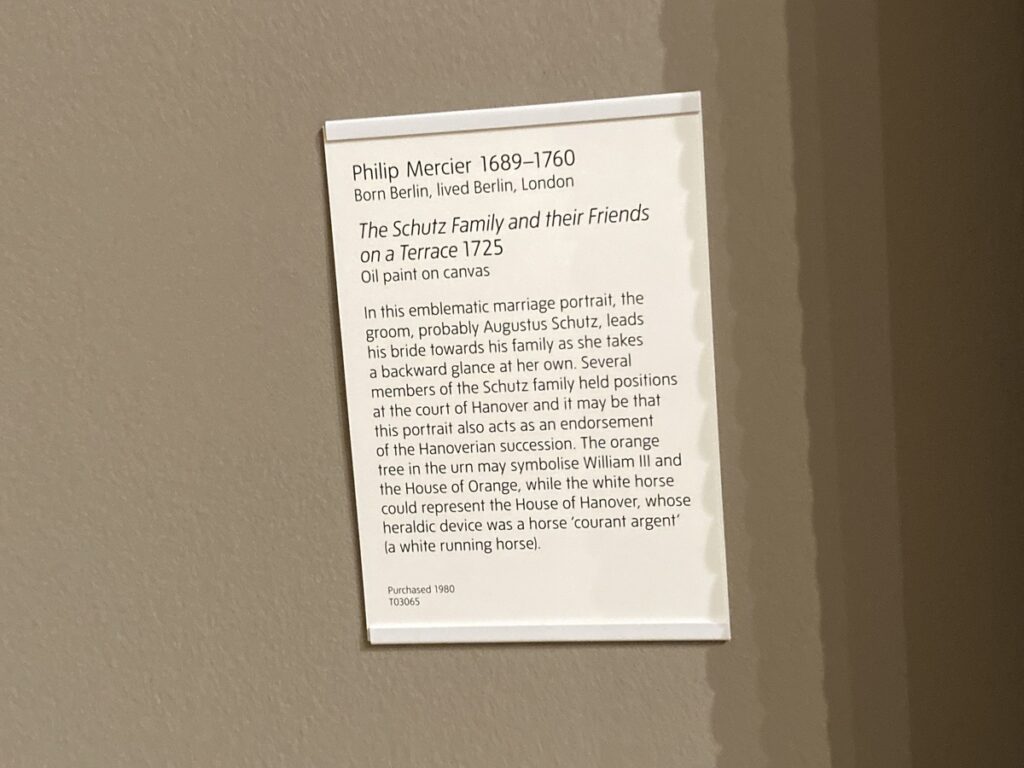 Philip Mercier 1689–1760
Born Berlin, lived Berlin, London
The Schutz Family and their Friends
on a Terrace 1725
Oil paint on canvas
In this emblematic marriage portrait, the
groom, probably Augustus Schutz, leads
his bride towards his family as she takes
a backward glance at her own. Several
members of the Schutz family held positions
at the court of Hanover and it may be that
this portrait also acts as an endorsement
of the Hanoverian succession. The orange
tree in the urn may symbolise William III and
the House of Orange, while the white horse
could represent the House of Hanover, whose
heraldic device was a horse ‘courant argent’
(a white running horse).
Purchased 1980
T03065